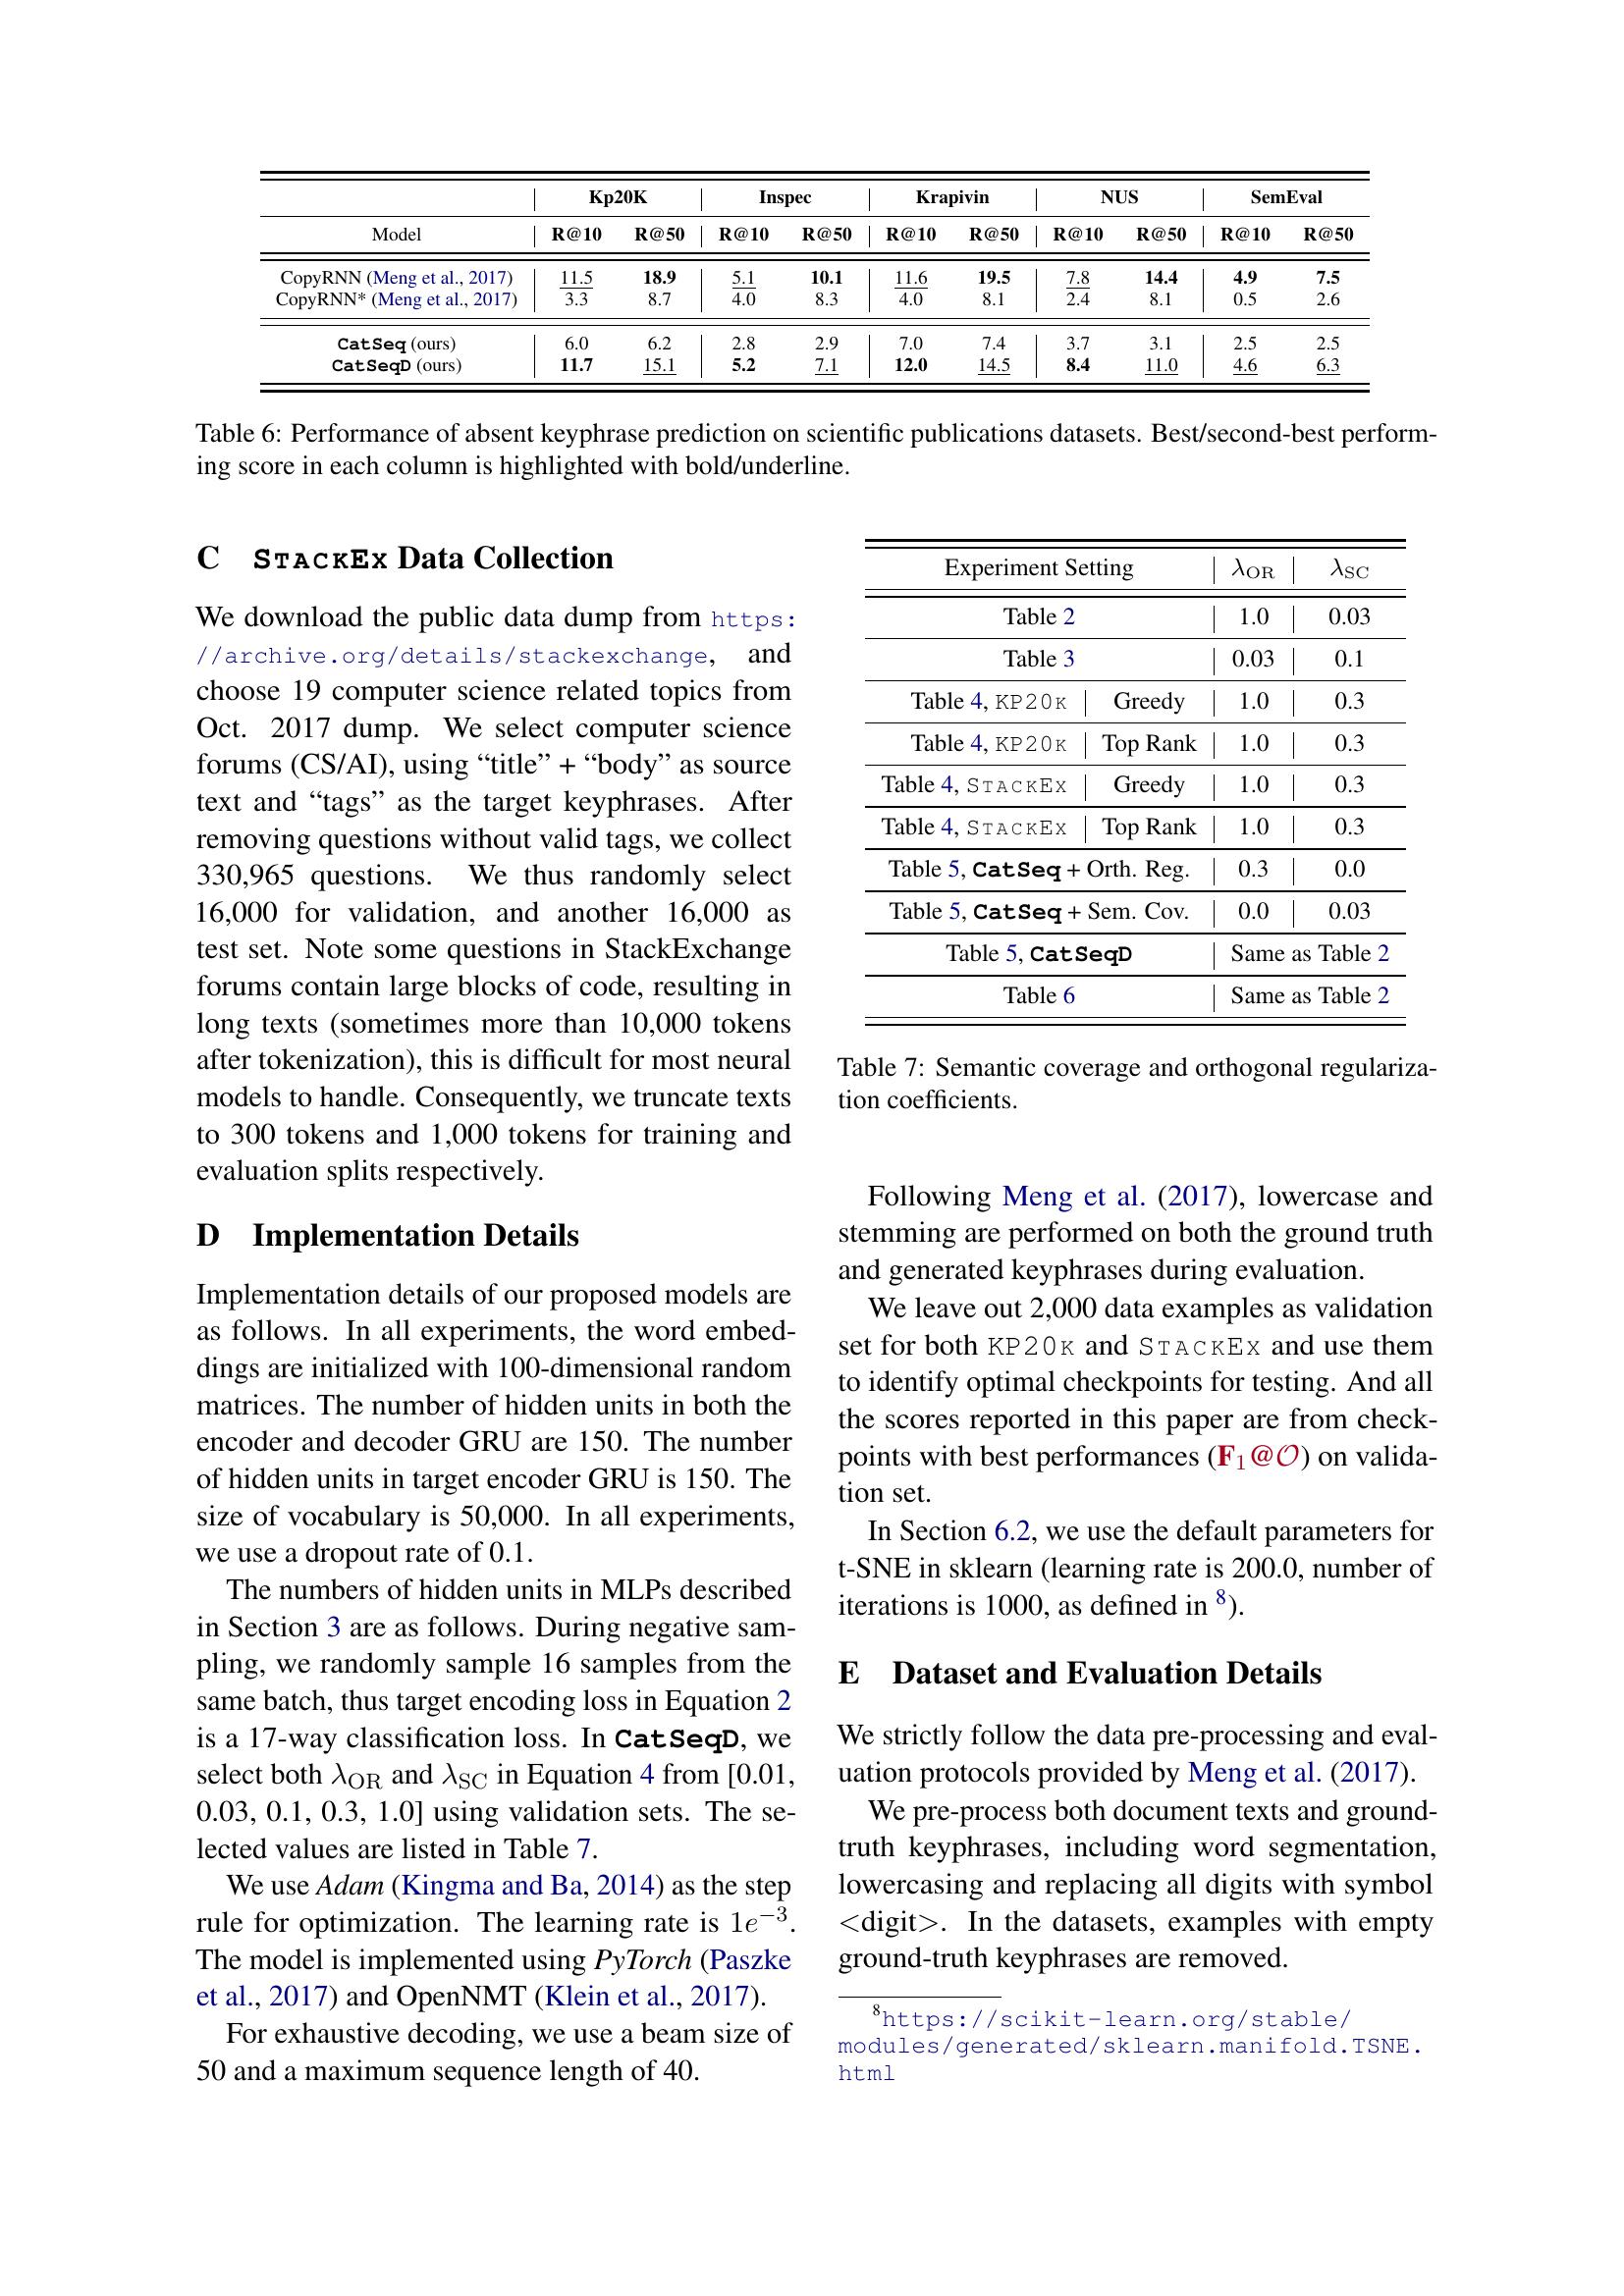 Kp20K Inspec Krapivin NUS SemEval
Model R@10 R@50 R@10 R@50 R@10 R@50 R@10 R@50 R@10 R@50
CopyRNN (Meng et al., 2017) 11.5 18.9 5.1 10.1 11.6 19.5 7.8 14.4 4.9 7.5
CopyRNN* (Meng et al., 2017) 3.3 8.7 4.0 8.3 4.0 8.1 2.4 8.1 0.5 2.6
CatSeq (ours) 6.0 6.2 2.8 2.9 7.0 7.4 3.7 3.1 2.5 2.5
CatSeqD (ours) 11.7 15.1 5.2 7.1 12.0 14.5 8.4 11.0 4.6 6.3
Table 6: Performance of absent keyphrase prediction on scientific publications datasets. Best/second-best perform-
ing score in each column is highlighted with bold/underline.
C STACKEX Data Collection
We download the public data dump from https:
//archive.org/details/stackexchange, and
choose 19 computer science related topics from
Oct. 2017 dump. We select computer science
forums (CS/AI), using “title” + “body” as source
text and “tags” as the target keyphrases. After
removing questions without valid tags, we collect
330,965 questions. We thus randomly select
16,000 for validation, and another 16,000 as
test set. Note some questions in StackExchange
forums contain large blocks of code, resulting in
long texts (sometimes more than 10,000 tokens
after tokenization), this is difficult for most neural
models to handle. Consequently, we truncate texts
to 300 tokens and 1,000 tokens for training and
evaluation splits respectively.
D Implementation Details
Implementation details of our proposed models are
as follows. In all experiments, the word embed-
dings are initialized with 100-dimensional random
matrices. The number of hidden units in both the
encoder and decoder GRU are 150. The number
of hidden units in target encoder GRU is 150. The
size of vocabulary is 50,000. In all experiments,
we use a dropout rate of 0.1.
The numbers of hidden units in MLPs described
in Section 3 are as follows. During negative sam-
pling, we randomly sample 16 samples from the
same batch, thus target encoding loss in Equation 2
is a 17-way classification loss. In CatSeqD, we
select both λOR and λSC in Equation 4 from [0.01,
0.03, 0.1, 0.3, 1.0] using validation sets. The se-
lected values are listed in Table 7.
We use Adam (Kingma and Ba, 2014) as the step
rule for optimization. The learning rate is 1e−3.
The model is implemented using PyTorch (Paszke
et al., 2017) and OpenNMT (Klein et al., 2017).
For exhaustive decoding, we use a beam size of
50 and a maximum sequence length of 40.
Experiment Setting λOR λSC
Table 2 1.0 0.03
Table 3 0.03 0.1
Table 4, KP20K Greedy 1.0 0.3
Table 4, KP20K Top Rank 1.0 0.3
Table 4, STACKEX Greedy 1.0 0.3
Table 4, STACKEX Top Rank 1.0 0.3
Table 5, CatSeq + Orth. Reg. 0.3 0.0
Table 5, CatSeq + Sem. Cov. 0.0 0.03
Table 5, CatSeqD Same as Table 2
Table 6 Same as Table 2
Table 7: Semantic coverage and orthogonal regulariza-
tion coefficients.
Following Meng et al. (2017), lowercase and
stemming are performed on both the ground truth
and generated keyphrases during evaluation.
We leave out 2,000 data examples as validation
set for both KP20K and STACKEX and use them
to identify optimal checkpoints for testing. And all
the scores reported in this paper are from check-
points with best performances (F1@O) on valida-
tion set.
In Section 6.2, we use the default parameters for
t-SNE in sklearn (learning rate is 200.0, number of
iterations is 1000, as defined in 8).
E Dataset and Evaluation Details
We strictly follow the data pre-processing and eval-
uation protocols provided by Meng et al. (2017).
We pre-process both document texts and ground-
truth keyphrases, including word segmentation,
lowercasing and replacing all digits with symbol
<digit>. In the datasets, examples with empty
ground-truth keyphrases are removed.
8https://scikit-learn.org/stable/
modules/generated/sklearn.manifold.TSNE.
html